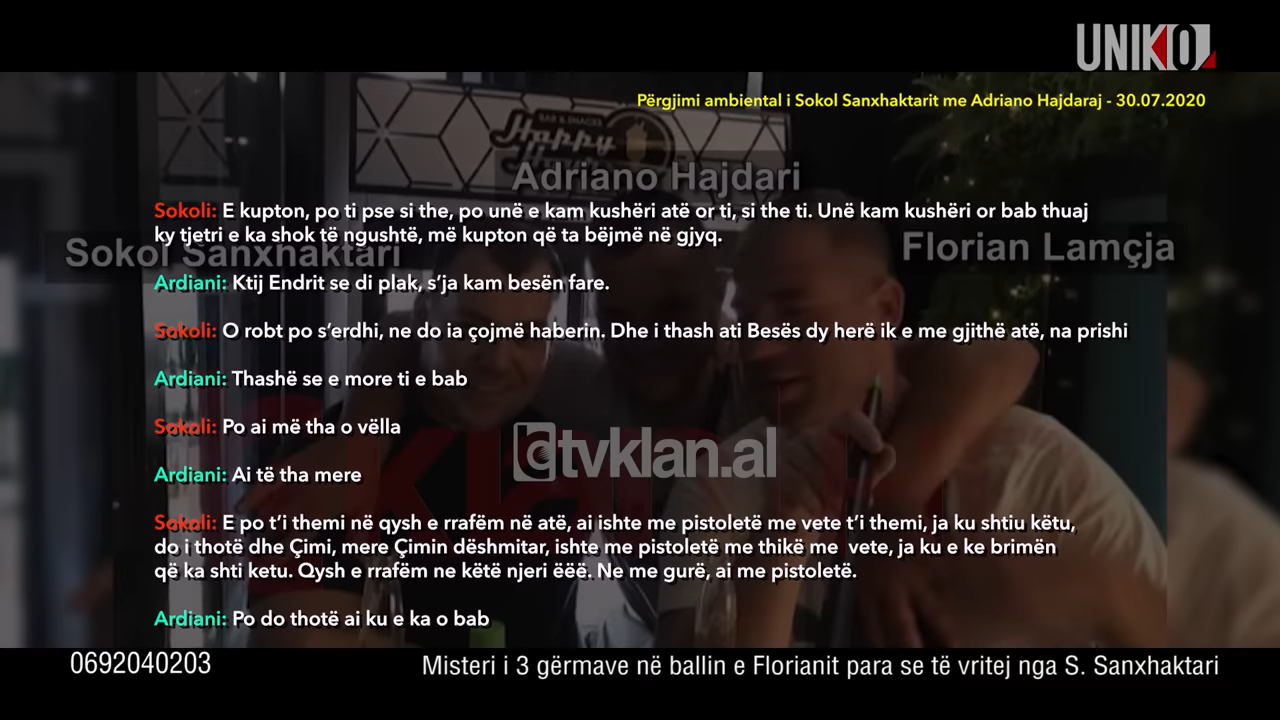 UNIKO
Përgjimi ambiental i Sokol Sanxhaktarit me Adriano Hajdaraj - 30.07.2020
BAR & SNACKS
Happy
Adriano Hajdari
Sokoli: E kupton, po ti pse si the, po unë e kam kushëri atë or ti, si the ti. Unë kam kushëri or bab thuaj
ky tjetri e ka shok të ngushtë, më kupton që ta bëjmë në gjyq.
Sokol Sanxhaktari
Florian Lamçja
Ardiani: Ktij Endrit se di plak, s’ja kam besën fare.
Sokoli: O robt po s’erdhi, ne do ia çojmë haberin. Dhe i thash ati Besës dy herë ik e me gjithë atë, na prishi
Ardiani: Thashë se e more ti e bab
Sokoli: Po ai më tha o vëlla
tvklan.al
Ardiani: Ai të tha mere
Sokoli: E po t’i themi në qysh e rrafëm në atë, ai ishte me pistoletë me vete t’i themi, ja ku shtiu këtu,
do i thotë dhe Çimi, mere Çimin dëshmitar, ishte me pistoletë me thikë me vete, ja ku e ke brimën
që ka shti ketu. Qysh e rrafëm ne këtë njeri ëëë. Ne me gurë, ai me pistoletë.
Ardiani: Po do thotë ai ku e ka o bab
0692040203
Misteri i 3 gërmave në ballin e Florianit para se të vritej nga S. Sanxhaktari